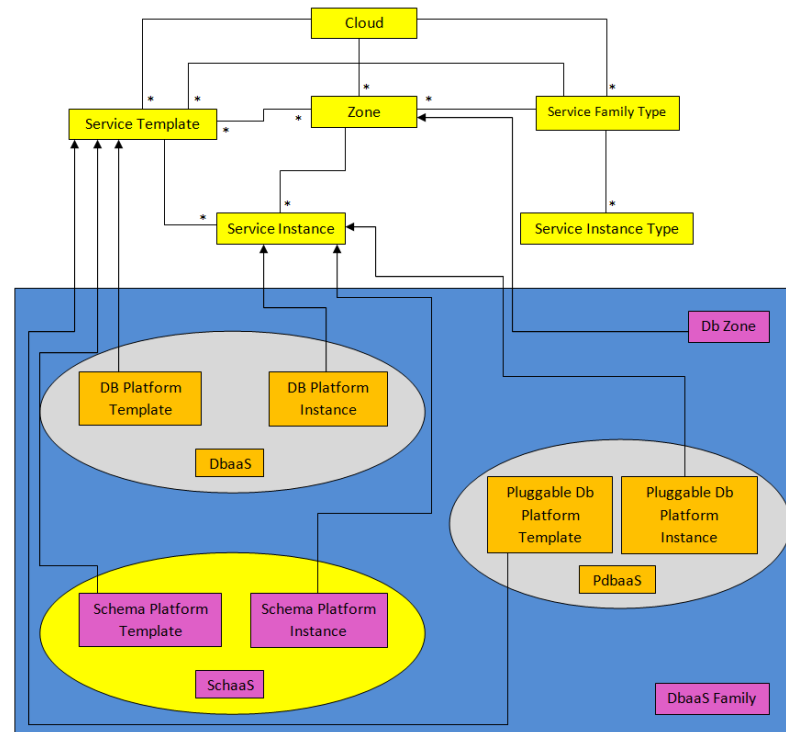 Cloud
*
*
*
*
*
*
*
*
Service Template
Zone
Service Family Type
*
*
*
Service Instance
Service Instance Type
Db Zone
DB Platform
Template
DB Platform
Instance
DbaaS
Pluggable Db
Platform
Template
Pluggable Db
Platform
Instance
PdbaaS
Schema Platform
Template
Schema Platform
Instance
SchaaS
DbaaS Family